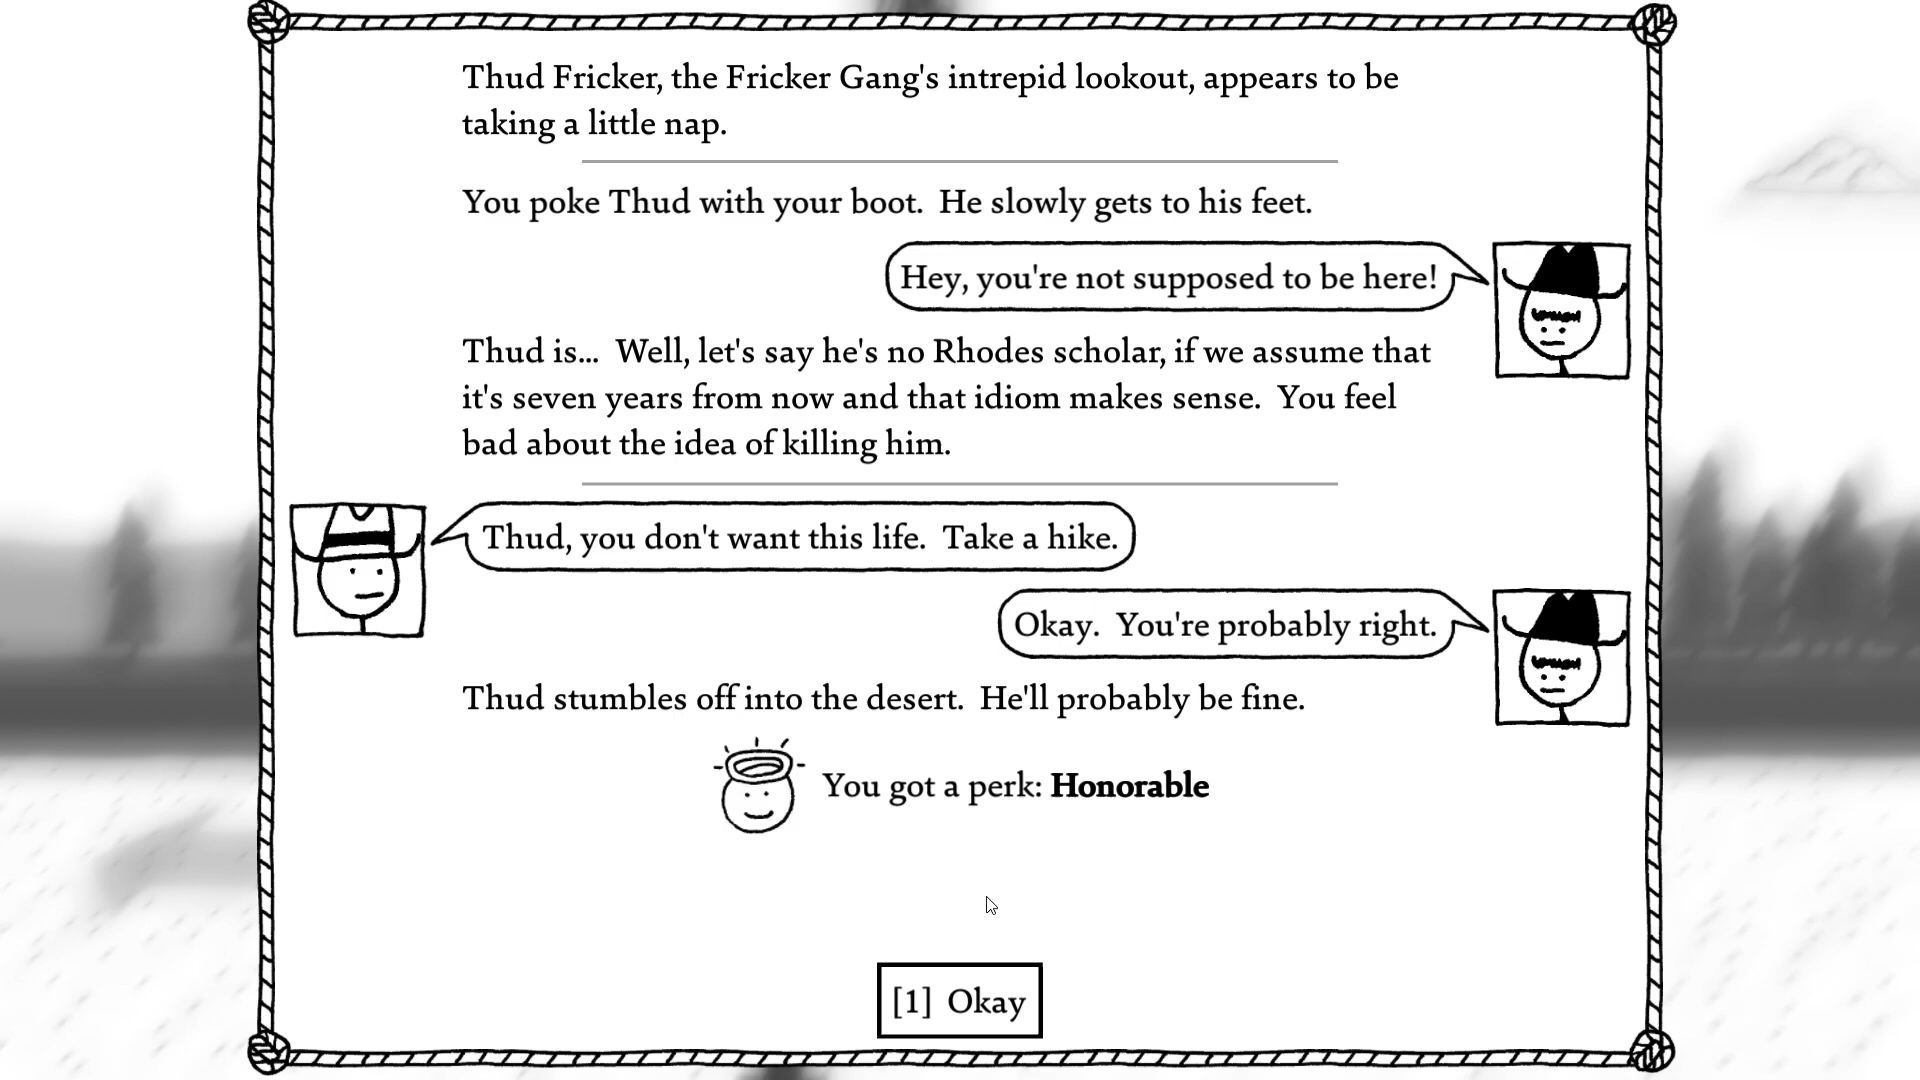 Thud Fricker, the Fricker Gang's intrepid lookout, appears to be
taking a little nap.
You poke Thud with your boot.  He slowly gets to his feet.
Hey, you're not supposed to be here!
Thud is...  Well, let's say he's no Rhodes scholar, if we assume that
it's seven years from now and that idiom makes sense.  You feel
bad about the idea of killing him.
Thud, you don't want this life.  Take a hike.
Okay.  You're probably right.
Thud stumbles off into the desert.  He'll probably be fine.
You got a perk: Honorable
[1]  Okay